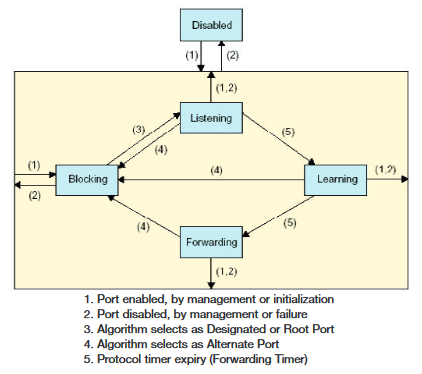 Disabled
(1) (2)
(1,2)
Listening
(3) (5)
(4)
(1) (4) (1,2)
Blocking Learning
(2)
(4) (5)
Forwarding
(1,2)
1. Port enabled, by management or initialization
2. Port disabled, by management or failure
3. Algorithm selects as Designated or Root Port
4. Algorithm selects as Alternate Port
5. Protocol timer expiry (Forwarding Timer)